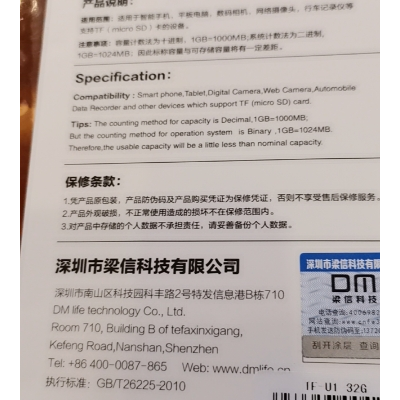 产品说明：
适用范围：适用于智能手机，平板电脑，数码相机，网络摄像头，行车记录仪等
支持TF（micro SD）卡的设备。
注意事项：容量计数法为十进制，1GB=1000MB;系统计数法为二进制，
1GB=1024MB；因此标称容量与可存储容量将有一定差距。
Specification:
Compatibility: Smart phone,Tablet,Digital Camera,Web Camera,Automobile
Data Recorder and other devices which support TF (micro SD) card.
Tips: The counting method for capacity is Decimal,1GB=1000MB;
But the counting method for operation system is Binary ,1GB=1024MB.
Therefore,the usable capacity will be a little less than nominal capacity.
保修条款：
1.凭产品原包装，产品防伪码及产品购买凭证为保修凭证，否则不享受售后保修服务。
2.产品外观破损，不正常使用造成的损坏不在保修范围内。
3.对产品中存储的个人数据不承担责任，请妥善备份个人数据。
深圳市梁信科技有限公司
深圳市南山区科技园科丰路2号特发信息港B栋710
DM life technology Co., Ltd.
Room 710, Building B of tefaxinxigang,
Kefeng Road,Nanshan,Shenzhen
Tel: +86 400-0087-865 Web: www.dmlife.cn
执行标准: GB/T26225-2010
深圳市梁信科技有限
DM
梁信科技
刮开涂层 查询
TF-U1 32G